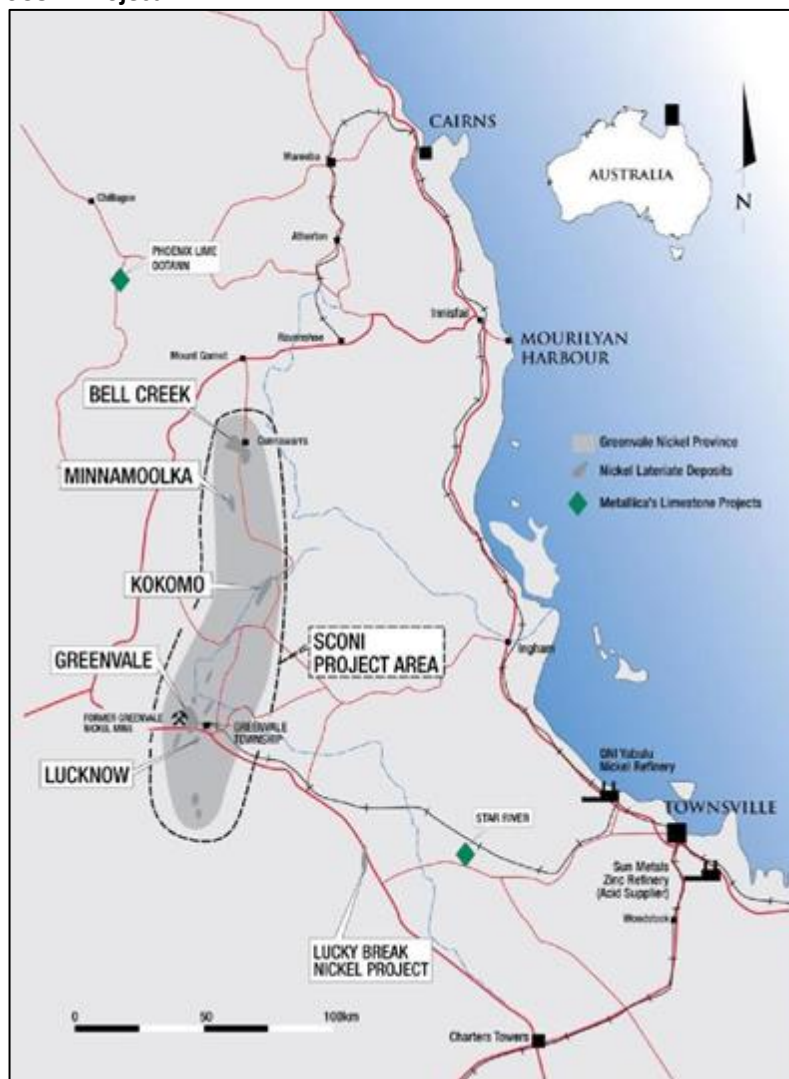 CAIRNS
Mareeba
AUSTRALIA
N
Chillagoe
Atherton
PHOENIX LIME
Innisfail
MOURILYAN
HARBOUR
Ravenshoe
Mount Garnet
BELL CREEK
Greenvale Nickel Province
MINNAMOOLKA
Nickel Lateriate Deposits
Metallica's Limestone Projects
KOKOMO
SCONI
PROJECT AREA
GREENVALE
Ingham
FORMER GREENVALE
NICKEL MINE
GREENVALE
TOWNSHIP
LUCKNOW
QNI Yabulu
Nickel Refinery
TOWNSVILLE
STAR RIVER
Sun Metals
Zinc Refinery
(Acid Supplier)
Woodstock
LUCKY BREAK
NICKEL PROJECT
0 50 100km
Charters Towers